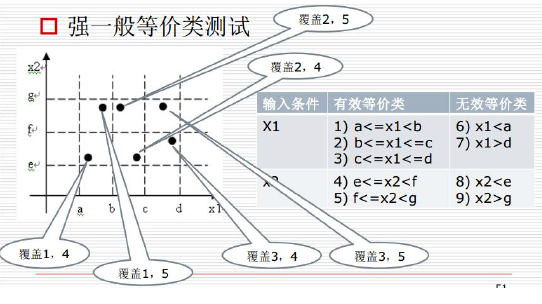 强一般等价类测试
覆盖2，5
覆盖2，4
x2
g
f
e
a
b
c
d
x1
输入条件
有效等价类
无效等价类
X1
1) a<=x1<b
2) b<=x1<=c
3) c<=x1<=d
6) x1<a
7) x1>d
4) e<=x2<f
5) f<=x2<g
8) x2<e
9) x2>g
覆盖1，4
覆盖1，5
覆盖3，4
覆盖3，5